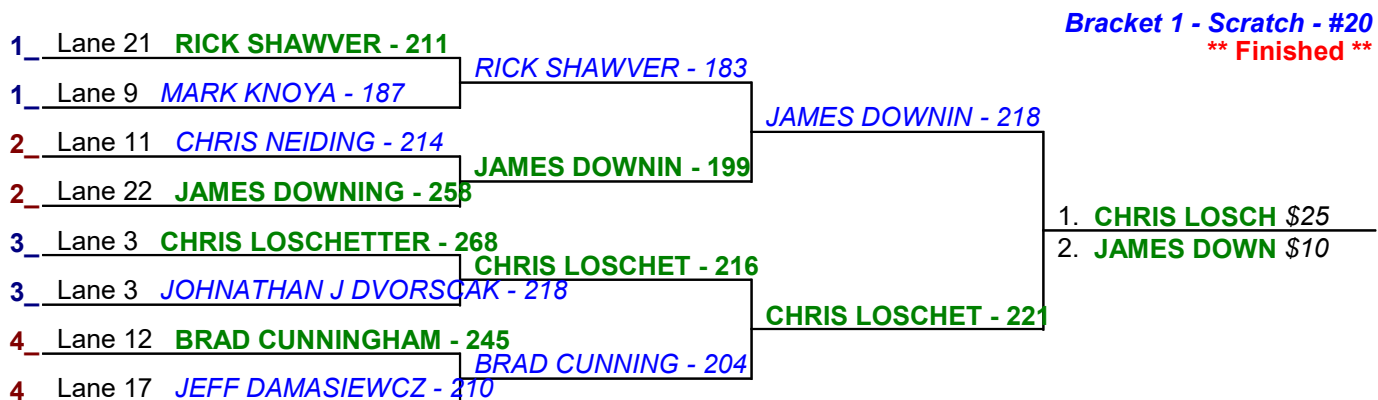 Bracket 1 - Scratch - #20
** Finished **
1_ Lane 21 RICK SHAWVER - 211
RICK SHAWVER - 183
1_ Lane 9 MARK KNOYA - 187
JAMES DOWNIN - 218
2_ Lane 11 CHRIS NEIDING - 214
JAMES DOWNIN - 199
2_ Lane 22 JAMES DOWNING - 258
1. CHRIS LOSCH $25
3_ Lane 3 CHRIS LOSCHETTER - 268
2. JAMES DOWN $10
CHRIS LOSCHET - 216
3_ Lane 3 JOHNATHAN J DVORSCAK - 218
CHRIS LOSCHET - 221
4_ Lane 12 BRAD CUNNINGHAM - 245
BRAD CUNNING - 204
4 Lane 17 JEFF DAMASIEWCZ - 210